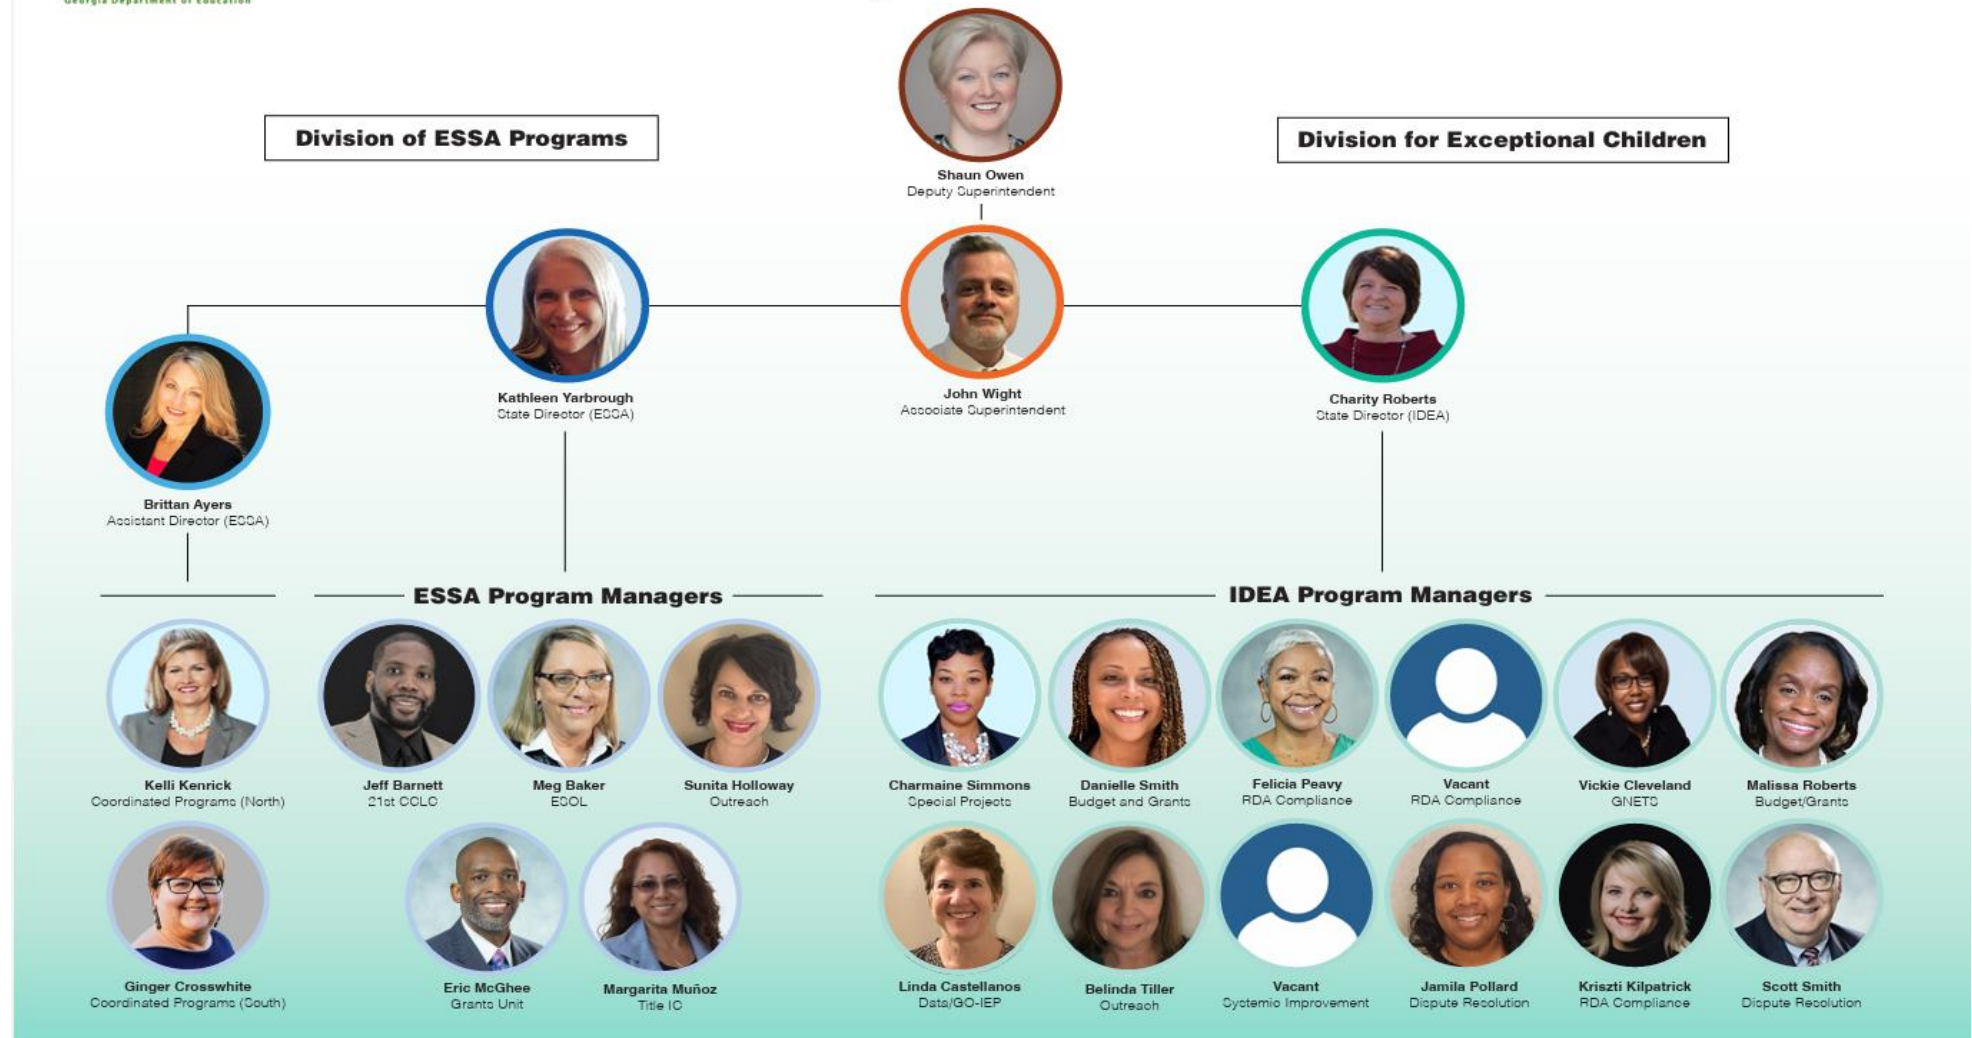 Georgia Department of Education
Shaun Owen
Deputy Superintendent
Division of ESSA Programs
Division for Exceptional Children
Kathleen Yarbrough
State Director (ESSA)
John Wight
Associate Superintendent
Charity Roberts
State Director (IDEA)
Brittan Ayers
Assistant Director (ESSA)
ESSA Program Managers
IDEA Program Managers
Kelli Kenrick
Coordinated Programs (North)
Jeff Barnett
21st CCLC
Meg Baker
ESOL
Sunita Holloway
Outreach
Charmaine Simmons
Special Projects
Danielle Smith
Budget and Grants
Felicia Peavy
RDA Compliance
Vacant
RDA Compliance
Vickie Cleveland
GNETS
Malissa Roberts
Budget/Grants
Ginger Crosswhite
Coordinated Programs (South)
Eric McGhee
Grants Unit
Margarita Muñoz
Title IC
Linda Castellanos
Data/GO-IEP
Belinda Tiller
Outreach
Vacant
Systemic Improvement
Jamila Pollard
Dispute Resolution
Kriszti Kilpatrick
RDA Compliance
Scott Smith
Dispute Resolution